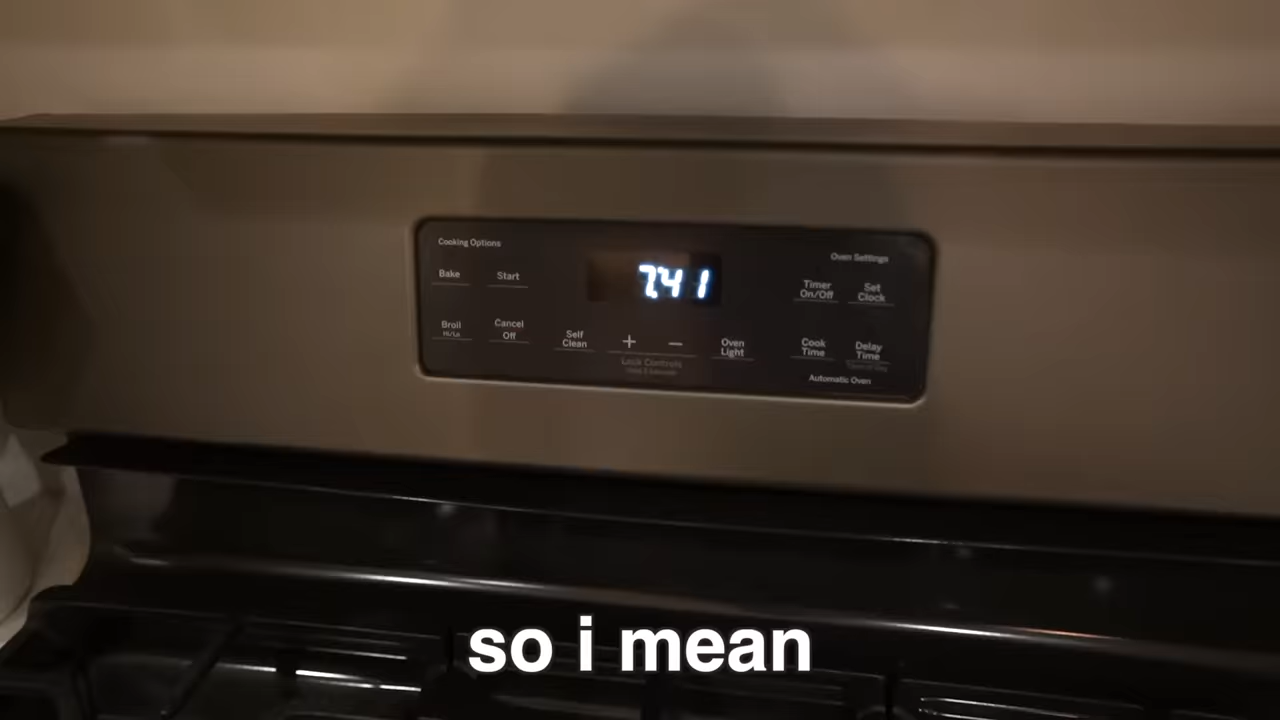 Cooking Options
Oven Settings
Bake
Start
7:41
Timer
On/Off
Set
Clock
Broil
Hi/Lo
Cancel
Off
Self
Clean
+
−
Lock Controls
Oven
Light
Cook
Time
Delay
Time
Automatic Oven
so i mean